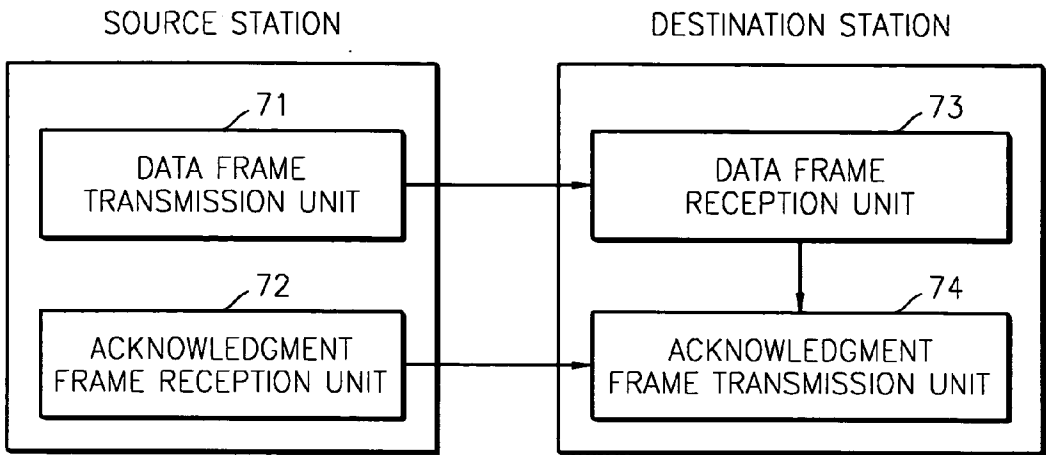 SOURCE STATION
DESTINATION STATION
71
DATA FRAME
TRANSMISSION UNIT
73
DATA FRAME
RECEPTION UNIT
72
ACKNOWLEDGMENT
FRAME RECEPTION UNIT
74
ACKNOWLEDGMENT
FRAME TRANSMISSION UNIT